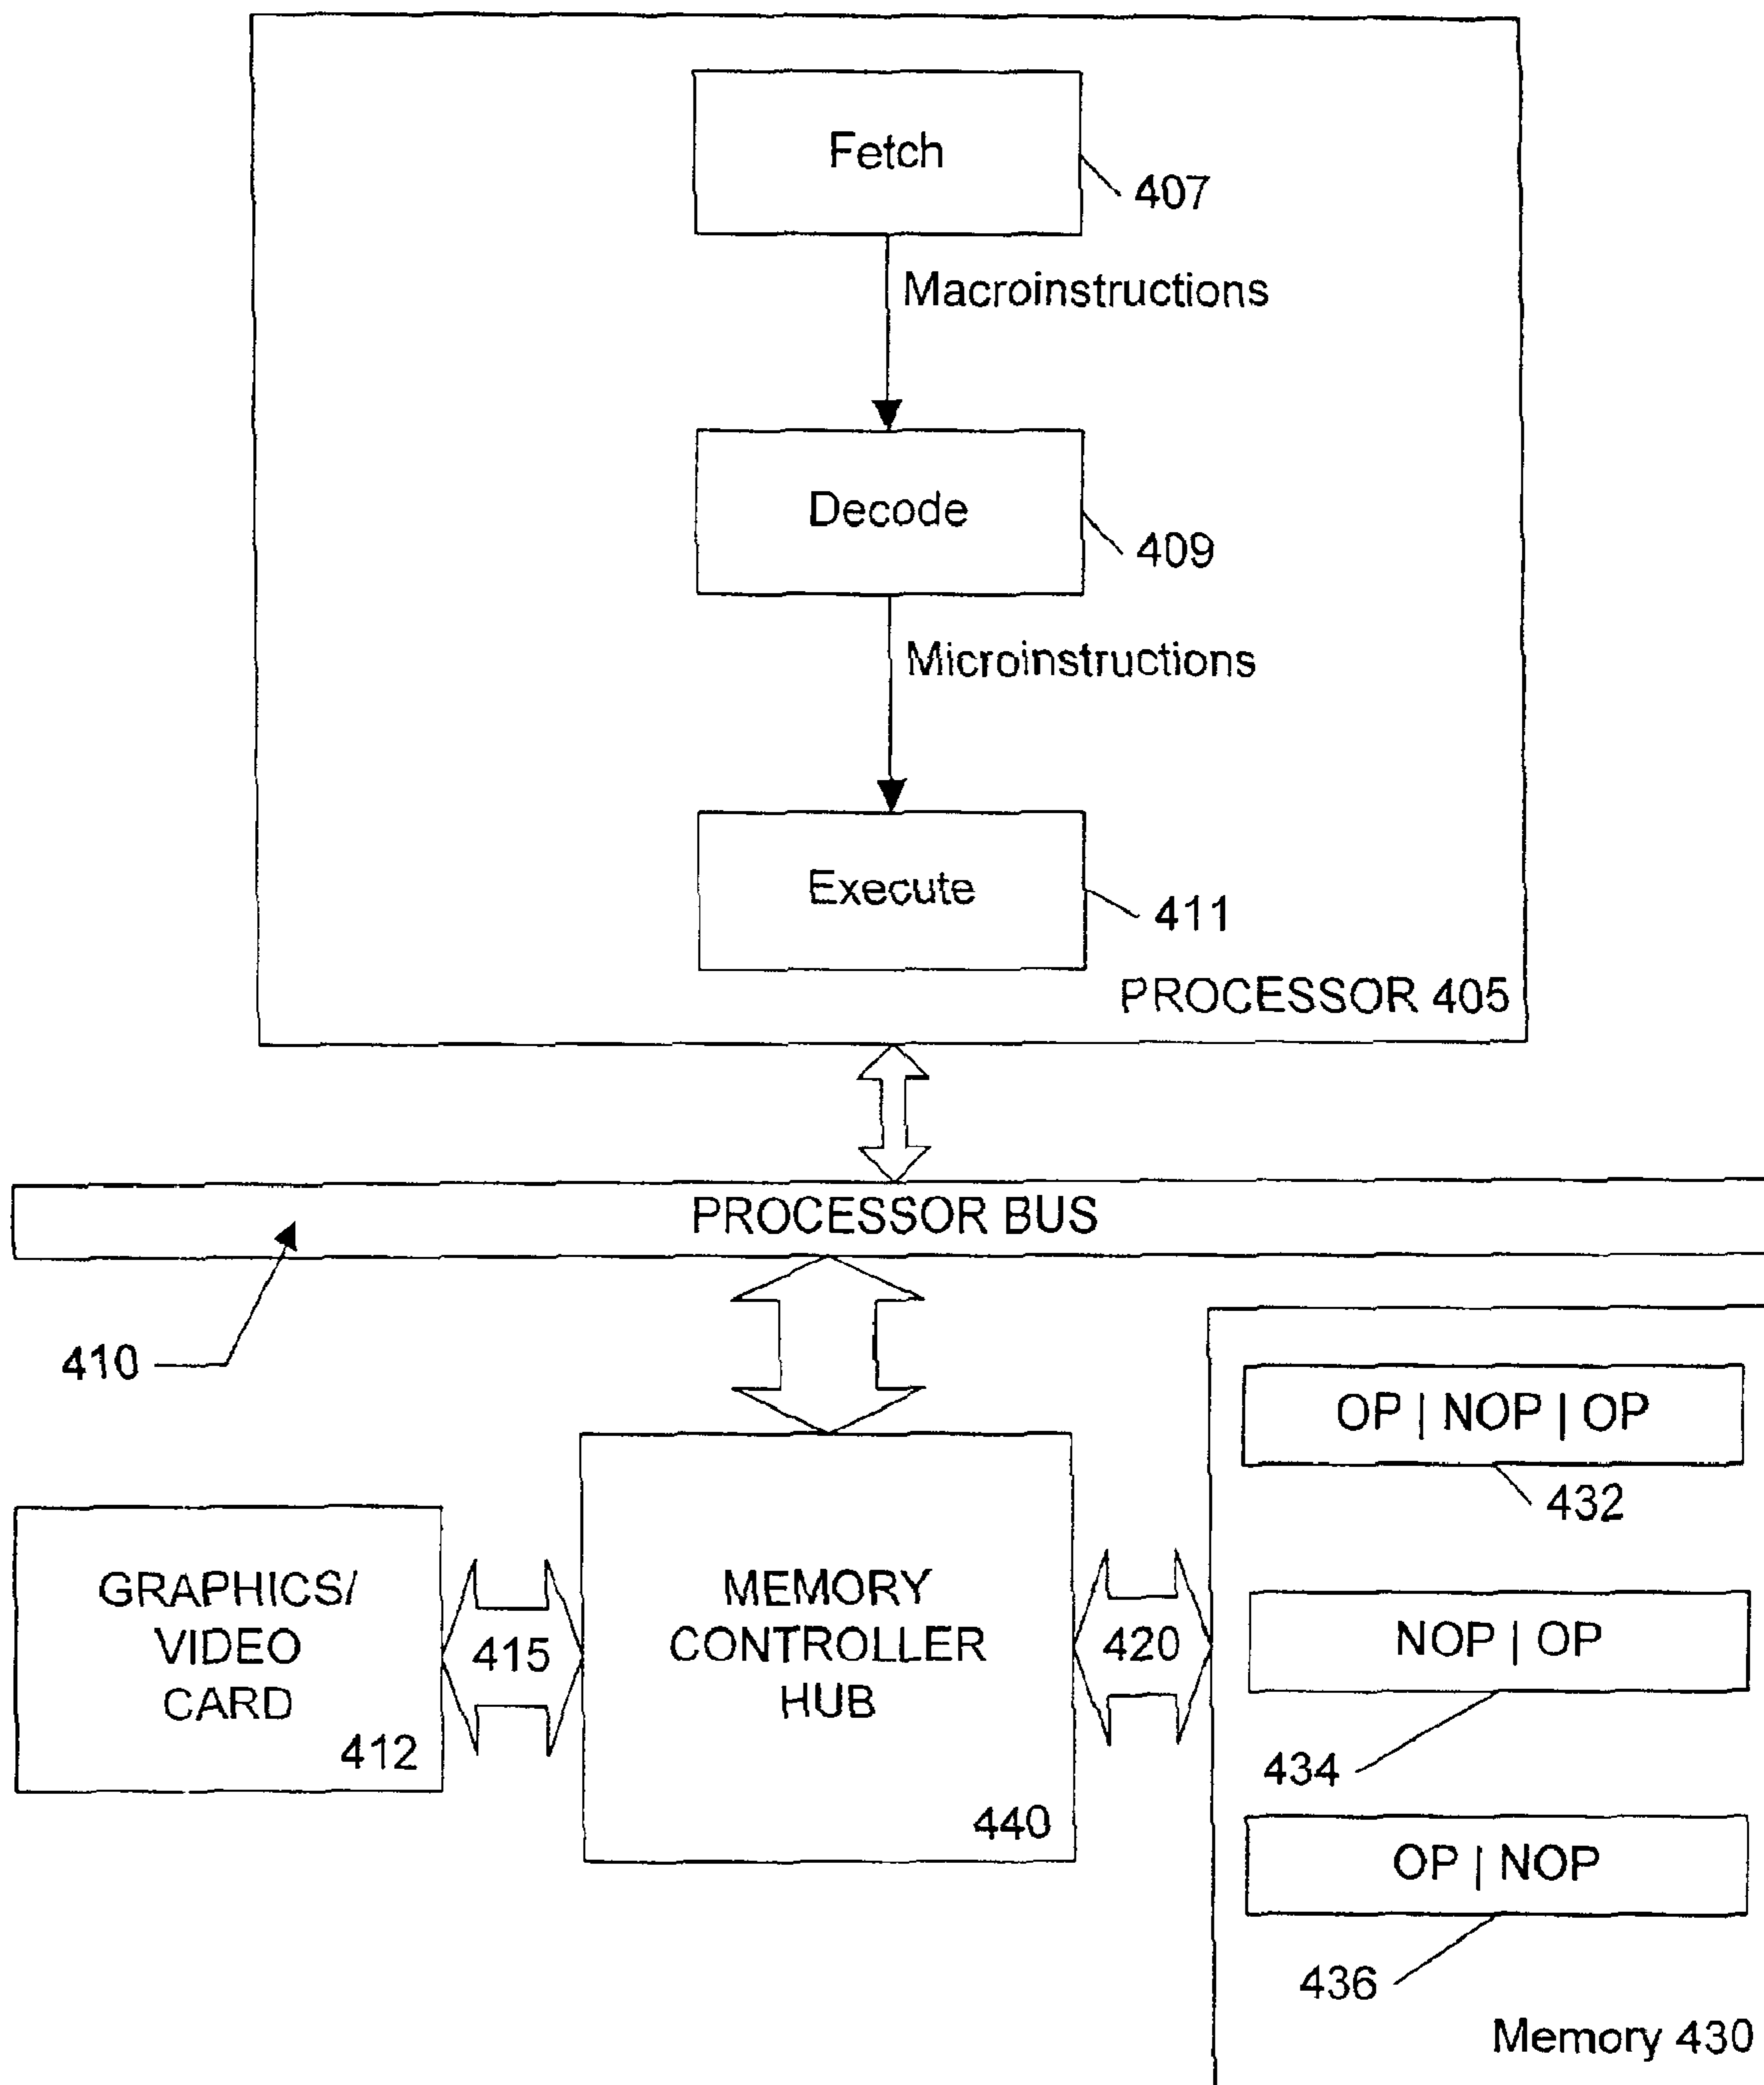 Fetch
407
Macroinstructions
Decode
409
Microinstructions
Execute
411
PROCESSOR 405
PROCESSOR BUS
410
OP | NOP | OP
432
GRAPHICS/
VIDEO
CARD
412
415
MEMORY
CONTROLLER
HUB
440
420
NOP | OP
434
OP | NOP
436
Memory 430